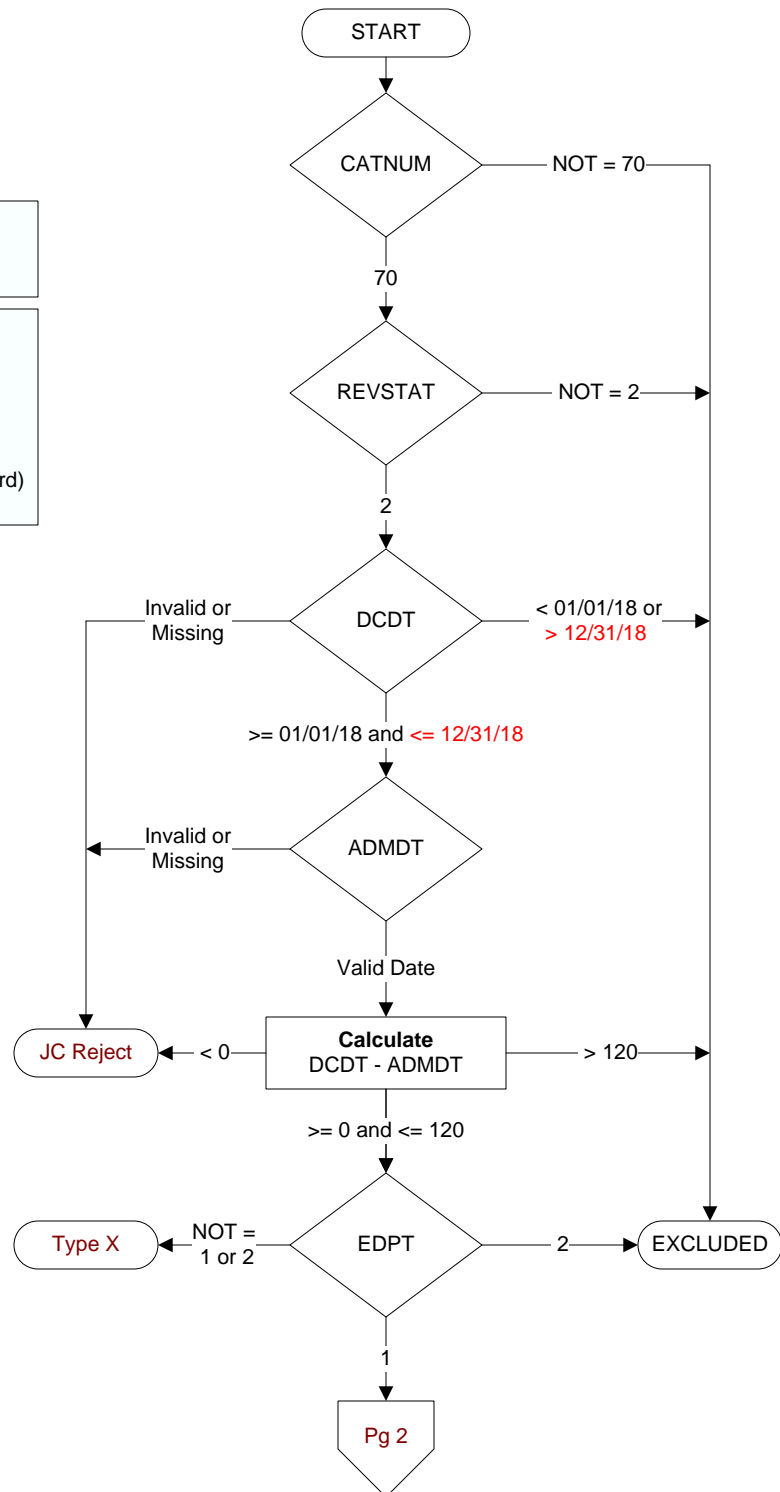 START
CATNUM
NOT = 70
70
REVSTAT
NOT = 2
rd)
2
DCDT
Invalid or
Missing
< 01/01/18 or
> 12/31/18
>= 01/01/18 and <= 12/31/18
ADMDT
Invalid or
Missing
Valid Date
Calculate
DCDT - ADMDT
JC Reject
< 0
> 120
>= 0 and <= 120
EDPT
Type X
NOT =
1 or 2
2
EXCLUDED
1
Pg 2